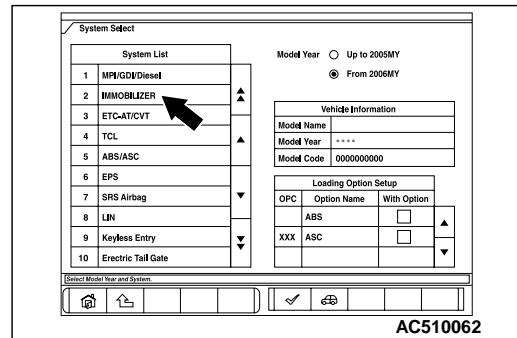 System Select
System List
1 MPI/GDI/Diesel
2 IMMOBILIZER
3 ETC-AT/CVT
4 TCL
5 ABS/ASC
6 EPS
7 SRS Airbag
8 LIN
9 Keyless Entry
10 Erectric Tail Gate
Model Year Up to 2005MY
From 2006MY
Vehicle Information
Model Name
Model Year ****
Model Code 0000000000
Loading Option Setup
OPC Option Name With Option
ABS
XXX ASC
Select Model Year and System.
AC510062